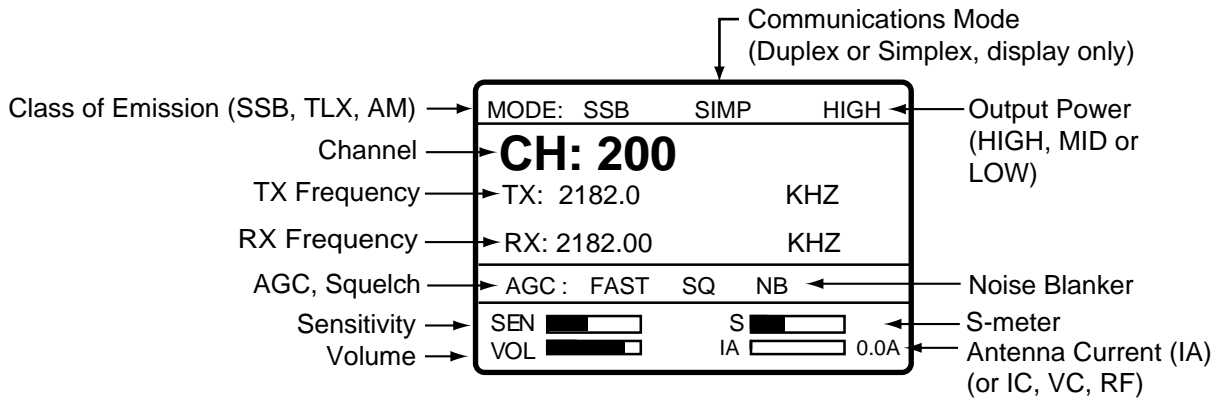 Communications Mode
(Duplex or Simplex, display only)
Class of Emission (SSB, TLX, AM)
MODE: SSB SIMP HIGH
Output Power
(HIGH, MID or
LOW)
Channel
CH: 200
TX Frequency
TX: 2182.0 KHZ
RX Frequency
RX: 2182.00 KHZ
AGC, Squelch
AGC : FAST SQ NB
Noise Blanker
Sensitivity
SEN S
S-meter
Volume
VOL IA 0.0A
Antenna Current (IA)
(or IC, VC, RF)